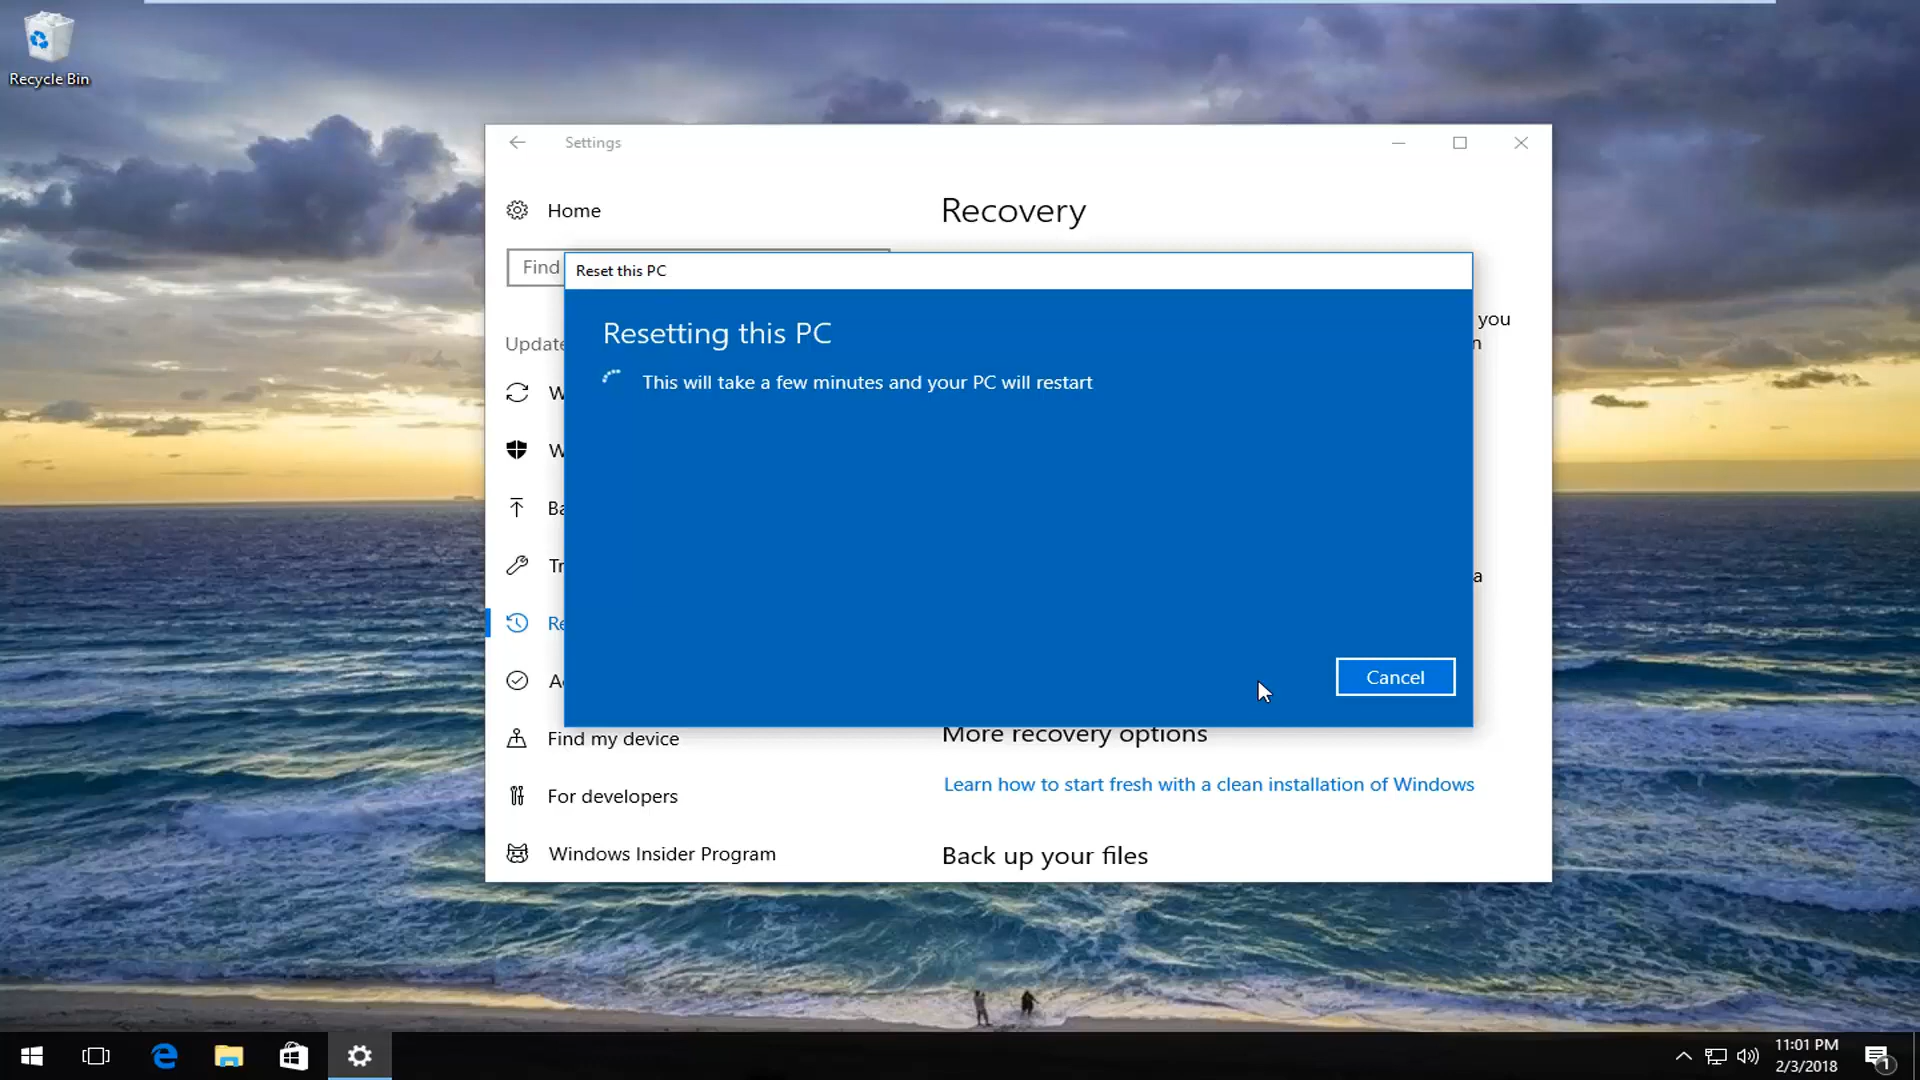 Recycle Bin
Settings
Home
Recovery
Find
Reset this PC
Resetting this PC
This will take a few minutes and your PC will restart
Cancel
you
Find my device
More recovery options
For developers
Learn how to start fresh with a clean installation of Windows
Windows Insider Program
Back up your files
11:01 PM
2/3/2018
1